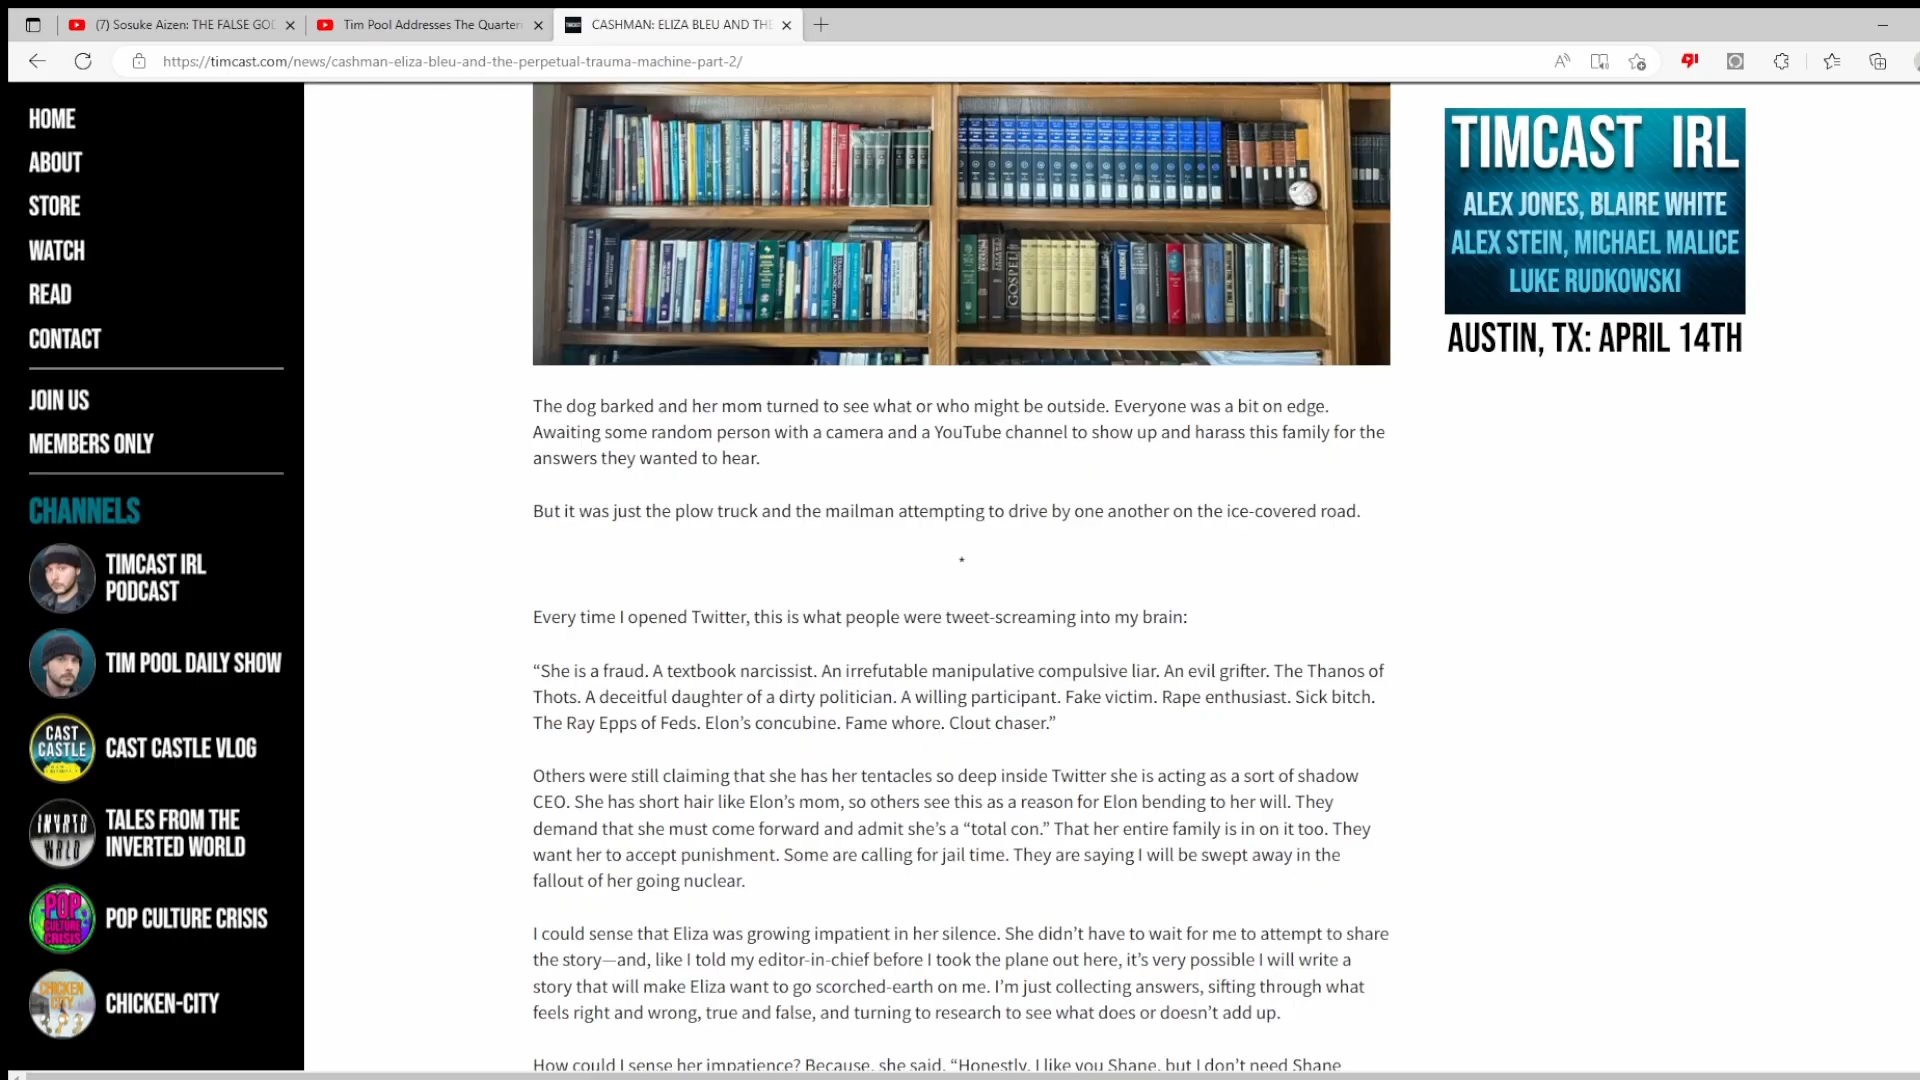 (7) Sosuke Aizen: THE FALSE GOD
Tim Pool Addresses The Quarter
CASHMAN: ELIZA BLEU AND THE
https://timcast.com/news/cashman-eliza-bleu-and-the-perpetual-trauma-machine-part-2/
HOME
ABOUT
STORE
WATCH
READ
CONTACT
JOIN US
MEMBERS ONLY
CHANNELS
TIMCAST IRL
PODCAST
TIM POOL DAILY SHOW
CAST
CASTLE
CAST CASTLE VLOG
INVRTD
WRLD
TALES FROM THE
INVERTED WORLD
POP
CULTURE
CRISIS
POP CULTURE CRISIS
CHICKEN
CITY
CHICKEN-CITY
GOSPEL
The dog barked and her mom turned to see what or who might be outside. Everyone was a bit on edge.
Awaiting some random person with a camera and a YouTube channel to show up and harass this family for the
answers they wanted to hear.
But it was just the plow truck and the mailman attempting to drive by one another on the ice-covered road.
*
Every time I opened Twitter, this is what people were tweet-screaming into my brain:
“She is a fraud. A textbook narcissist. An irrefutable manipulative compulsive liar. An evil grifter. The Thanos of
Thots. A deceitful daughter of a dirty politician. A willing participant. Fake victim. Rape enthusiast. Sick bitch.
The Ray Epps of Feds. Elon’s concubine. Fame whore. Clout chaser.”
Others were still claiming that she has her tentacles so deep inside Twitter she is acting as a sort of shadow
CEO. She has short hair like Elon’s mom, so others see this as a reason for Elon bending to her will. They
demand that she must come forward and admit she’s a “total con.” That her entire family is in on it too. They
want her to accept punishment. Some are calling for jail time. They are saying I will be swept away in the
fallout of her going nuclear.
I could sense that Eliza was growing impatient in her silence. She didn’t have to wait for me to attempt to share
the story—and, like I told my editor-in-chief before I took the plane out here, it’s very possible I will write a
story that will make Eliza want to go scorched-earth on me. I’m just collecting answers, sifting through what
feels right and wrong, true and false, and turning to research to see what does or doesn’t add up.
How could I sense her impatience? Because, she said, “Honestly, I like you Shane, but I don’t need Shane
TIMCAST IRL
ALEX JONES, BLAIRE WHITE
ALEX STEIN, MICHAEL MALICE
LUKE RUDKOWSKI
AUSTIN, TX: APRIL 14TH